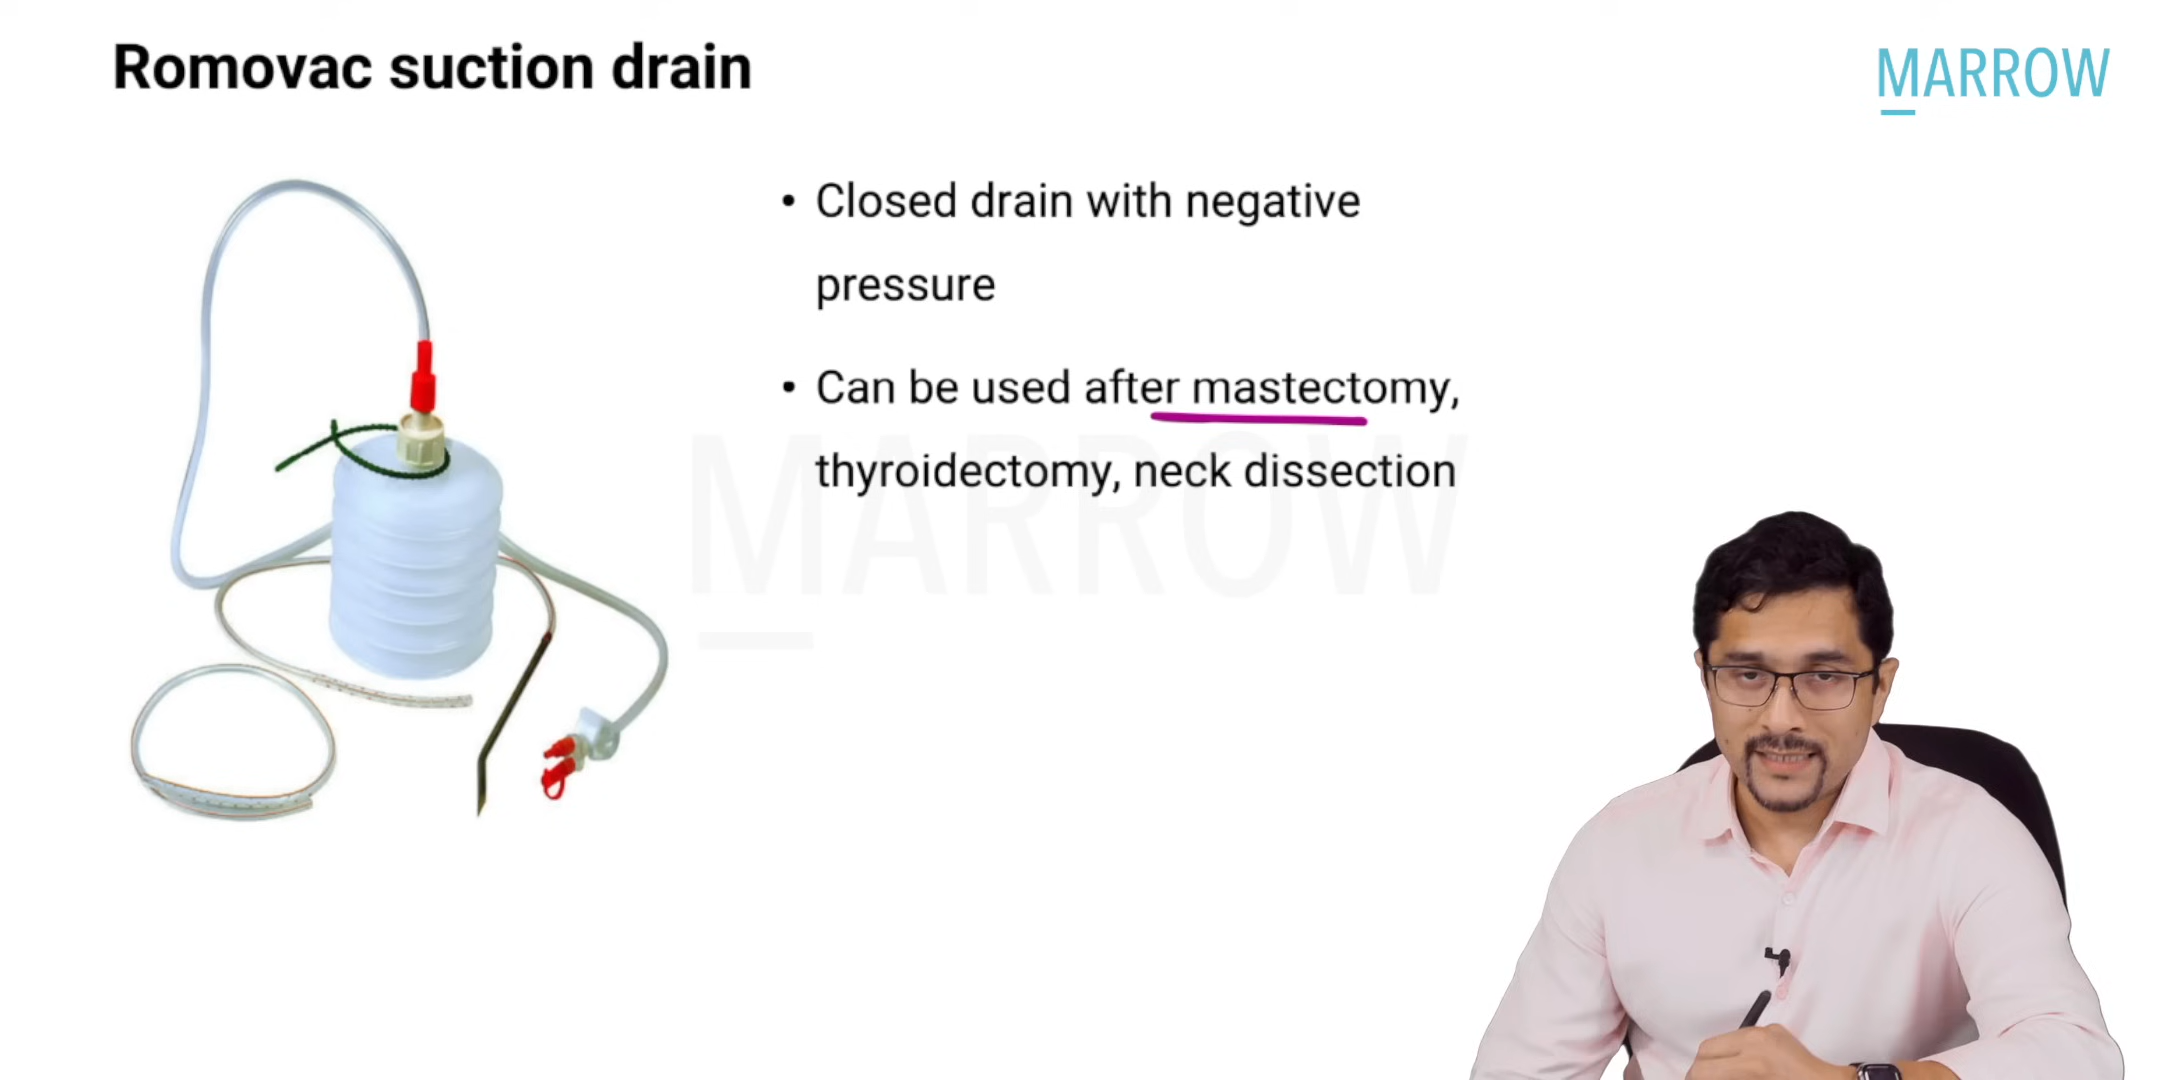 Romovac suction drain
MARROW
• Closed drain with negative
pressure
• Can be used after mastectomy,
thyroidectomy, neck dissection
MARROW